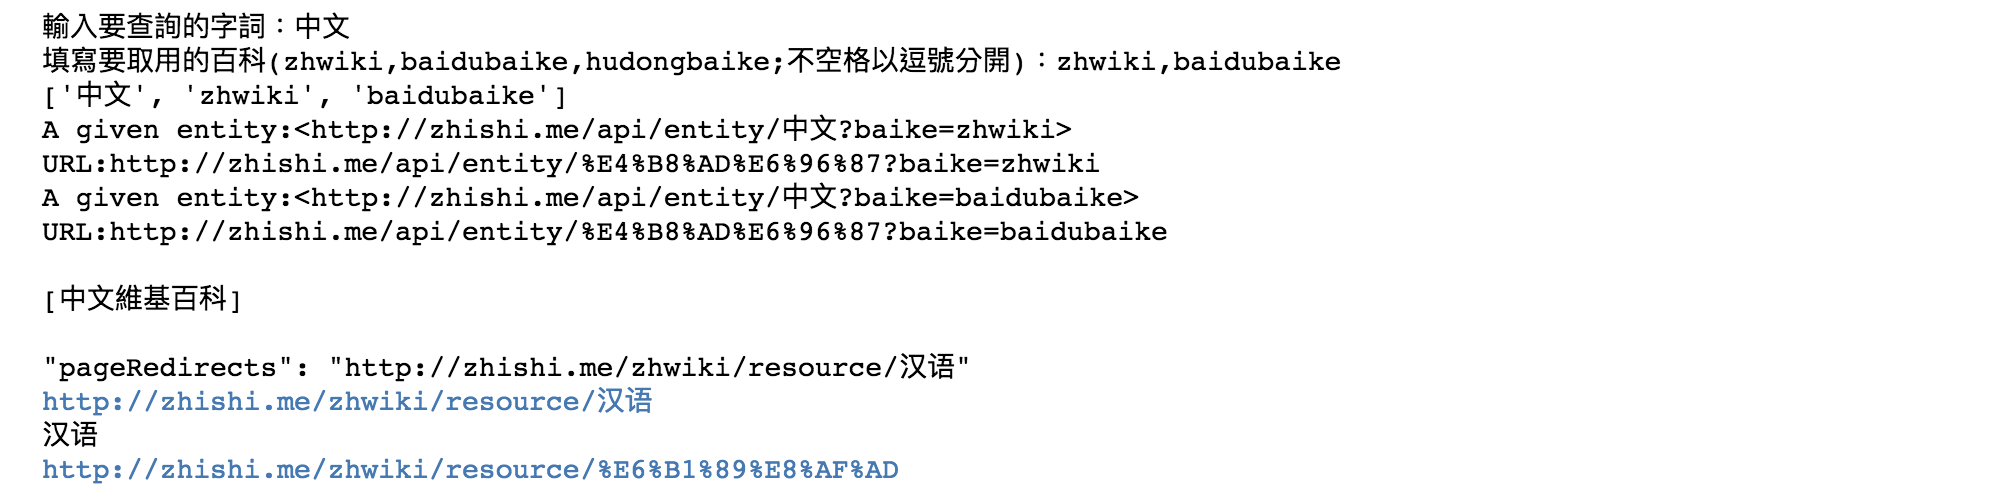 輸入要查詢的字詞：中文
填寫要取用的百科(zhwiki,baidubaike,hudongbaike;不空格以逗號分開)：zhwiki,baidubaike
['中文', 'zhwiki', 'baidubaike']
A given entity:<http://zhishi.me/api/entity/中文?baike=zhwiki>
URL:http://zhishi.me/api/entity/%E4%B8%AD%E6%96%87?baike=zhwiki
A given entity:<http://zhishi.me/api/entity/中文?baike=baidubaike>
URL:http://zhishi.me/api/entity/%E4%B8%AD%E6%96%87?baike=baidubaike
[中文維基百科]
"pageRedirects": "http://zhishi.me/zhwiki/resource/汉语"
http://zhishi.me/zhwiki/resource/汉语
汉语
http://zhishi.me/zhwiki/resource/%E6%B1%89%E8%AF%AD